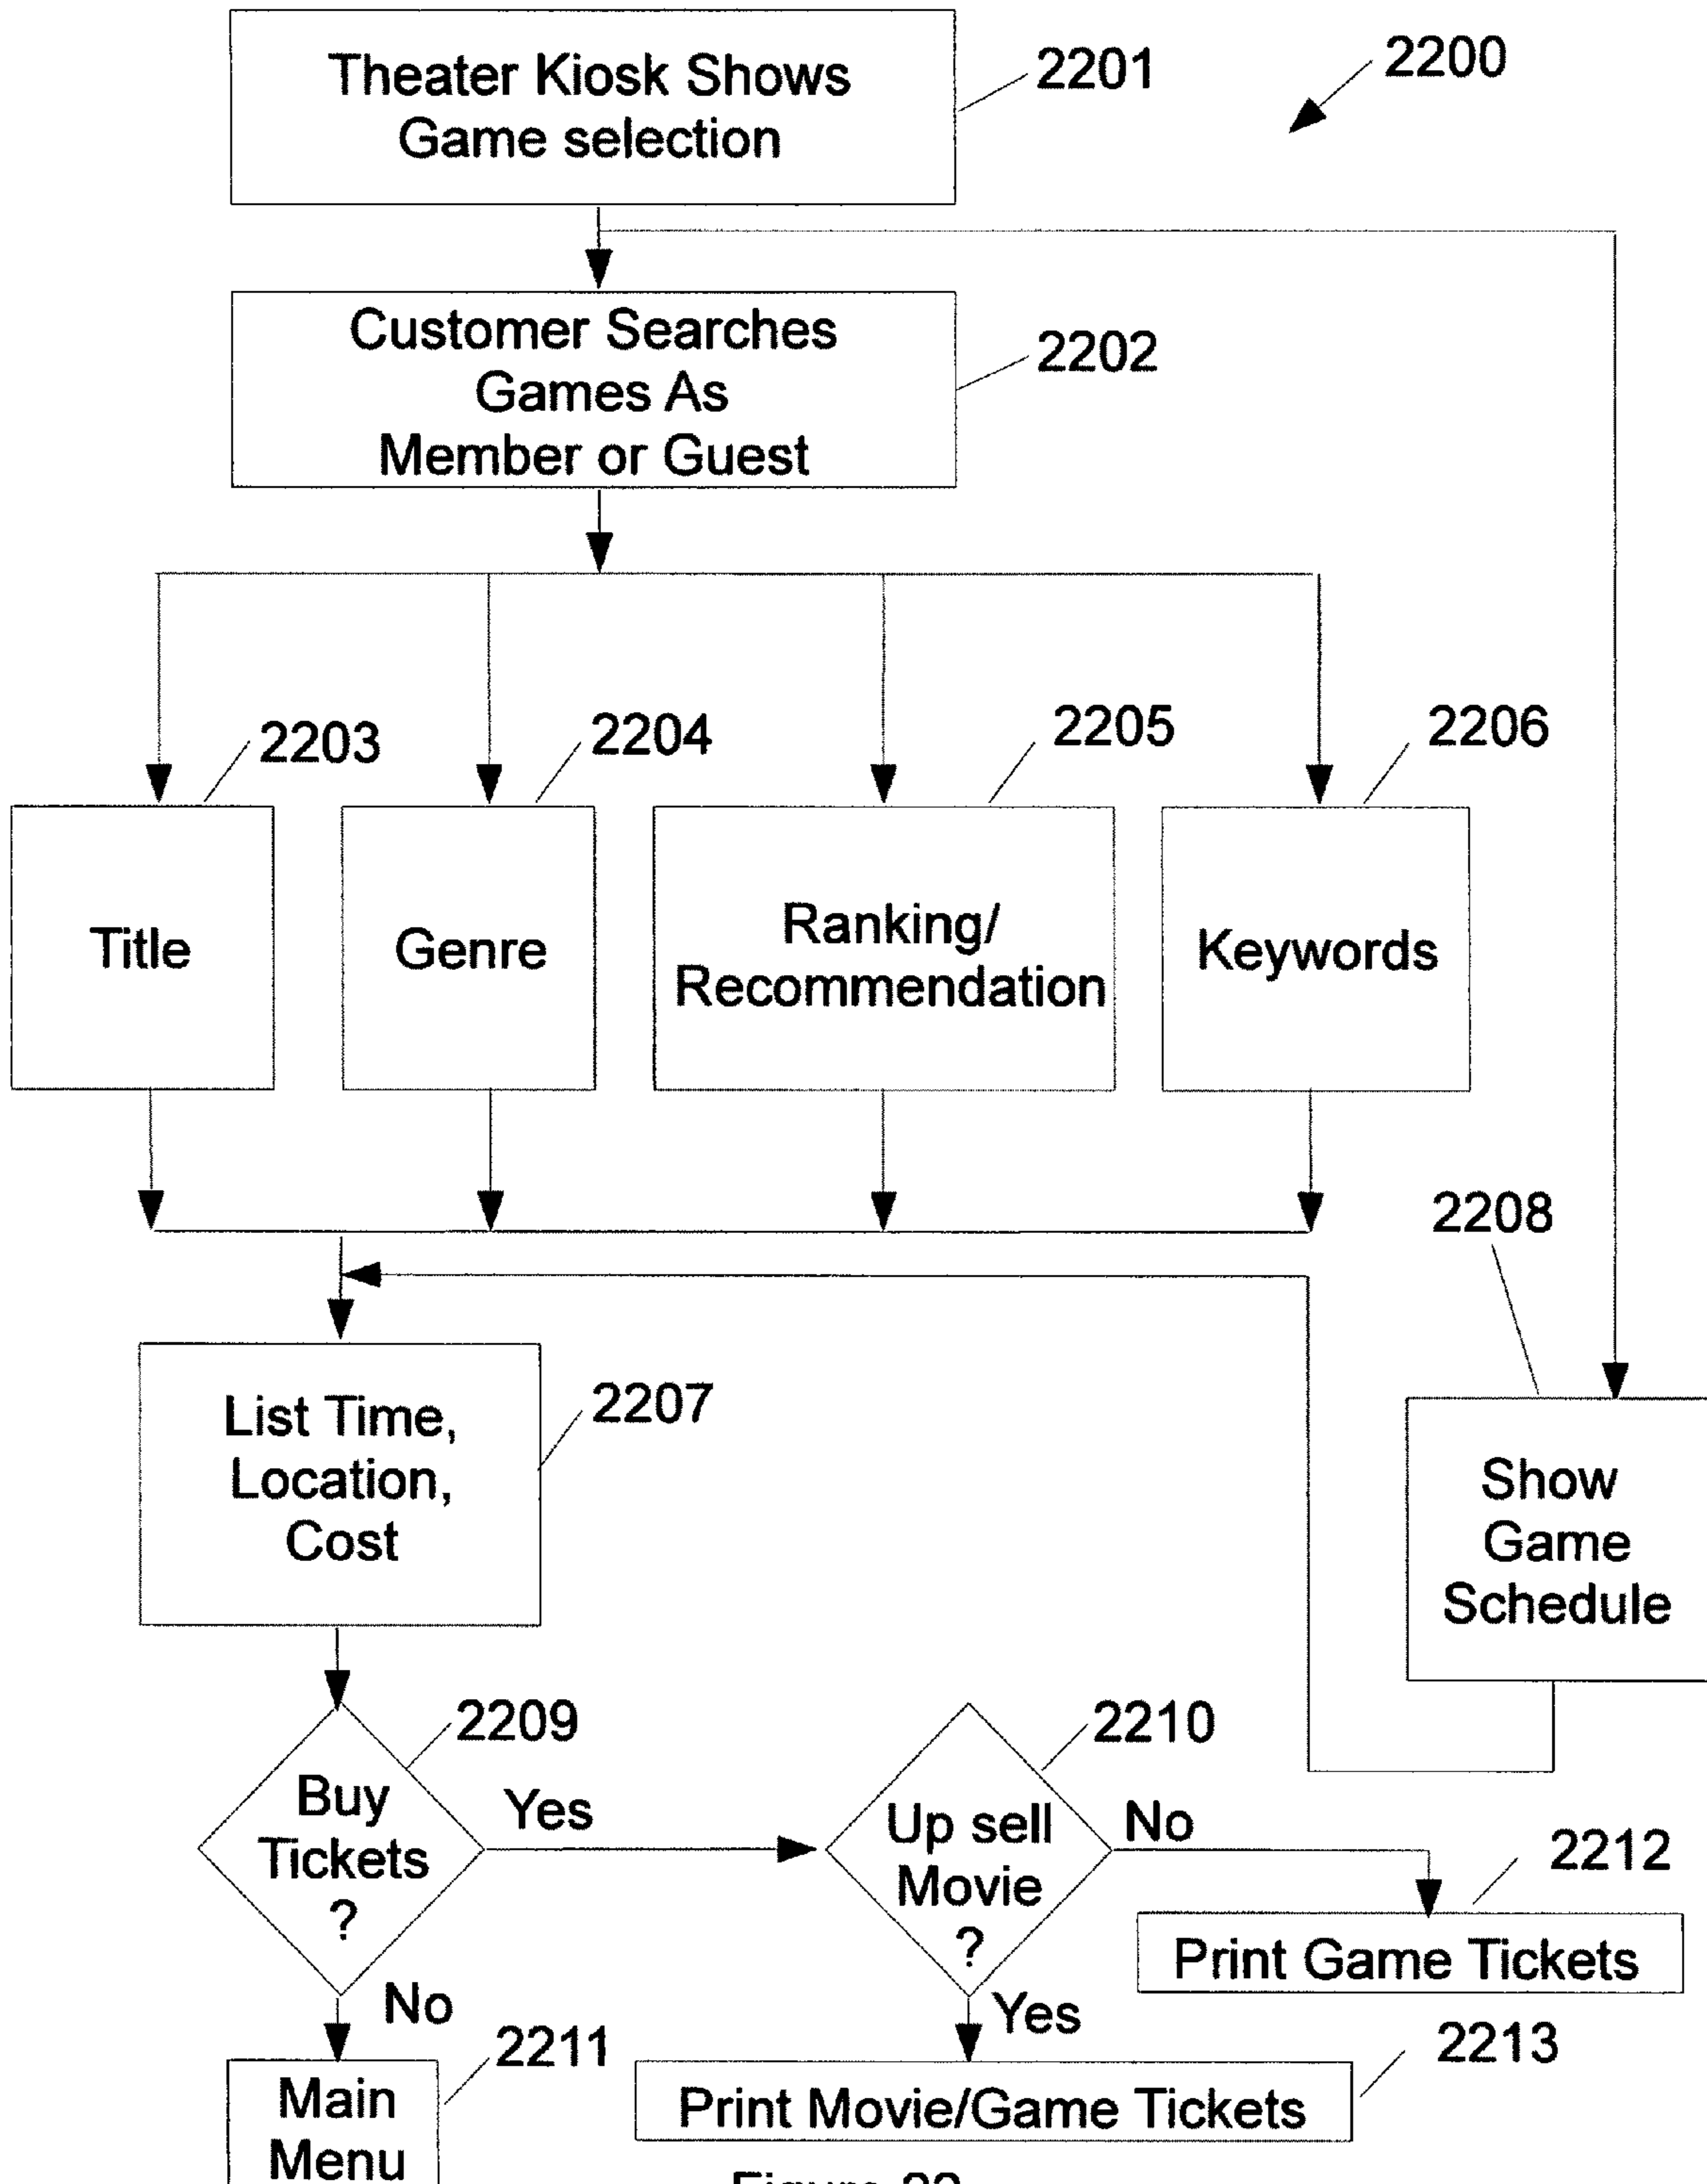 Theater Kiosk Shows
Game selection
2201
2200
Customer Searches
Games As
Member or Guest
2202
2203
2204
2205
2206
Title
Genre
Ranking/
Recommendation
Keywords
2208
List Time,
Location,
Cost
2207
Show
Game
Schedule
2209
2210
Buy
Tickets
?
Yes
Up sell
Movie
?
No
2212
Print Game Tickets
No
Yes
2211
2213
Main
Menu
Print Movie/Game Tickets
Figure 22